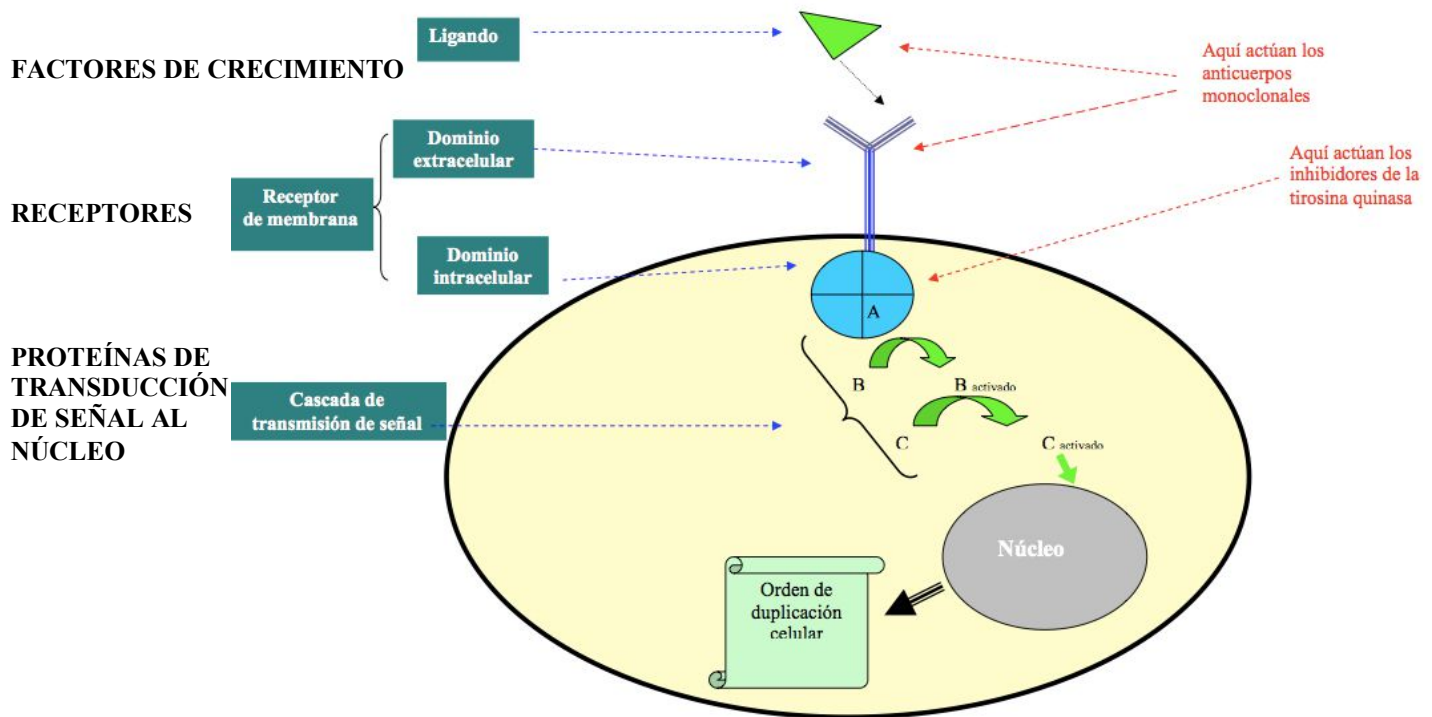 Ligando
FACTORES DE CRECIMIENTO
Aquí actúan los
anticuerpos
monoclonales
Dominio
extracelular
Aquí actúan los
inhibidores de la
tirosina quinasa
RECEPTORES
Receptor
de membrana
Dominio
intracelular
A
PROTEÍNAS DE
TRANSDUCCIÓN
DE SEÑAL AL
NÚCLEO
Cascada de
transmisión de señal
B
B activado
C
C activado
Núcleo
Orden de
duplicación
celular